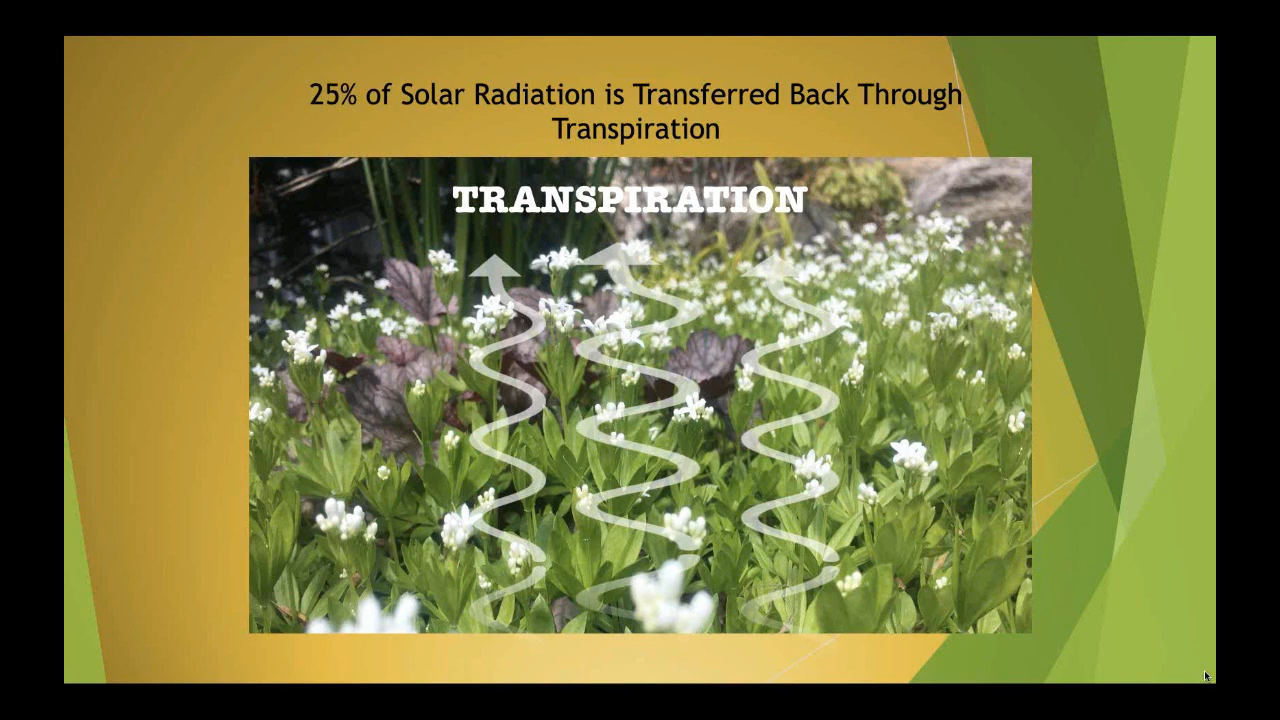 25% of Solar Radiation is Transferred Back Through
Transpiration
TRANSPIRATION